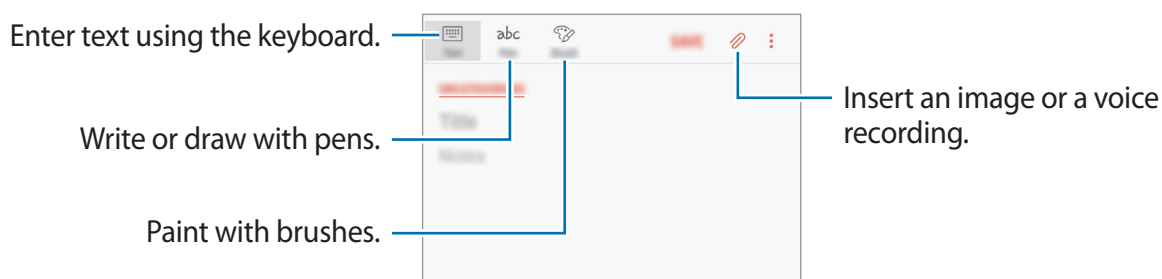 Enter text using the keyboard.
abc
SAVE
Title
Notes
Write or draw with pens.
Insert an image or a voice
recording.
Paint with brushes.